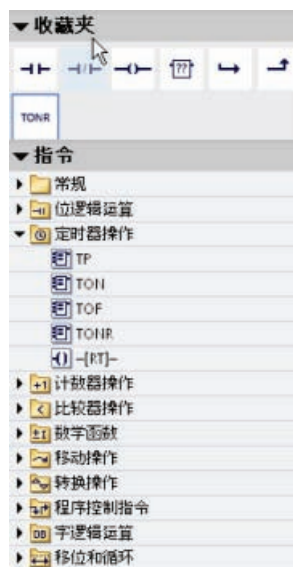 收藏夹
??
TONR
指令
常规
位逻辑运算
定时器操作
TP
TON
TOF
TONR
-[RT]-
计数器操作
比较器操作
数学函数
移动操作
转换操作
程序控制指令
字逻辑运算
移位和循环